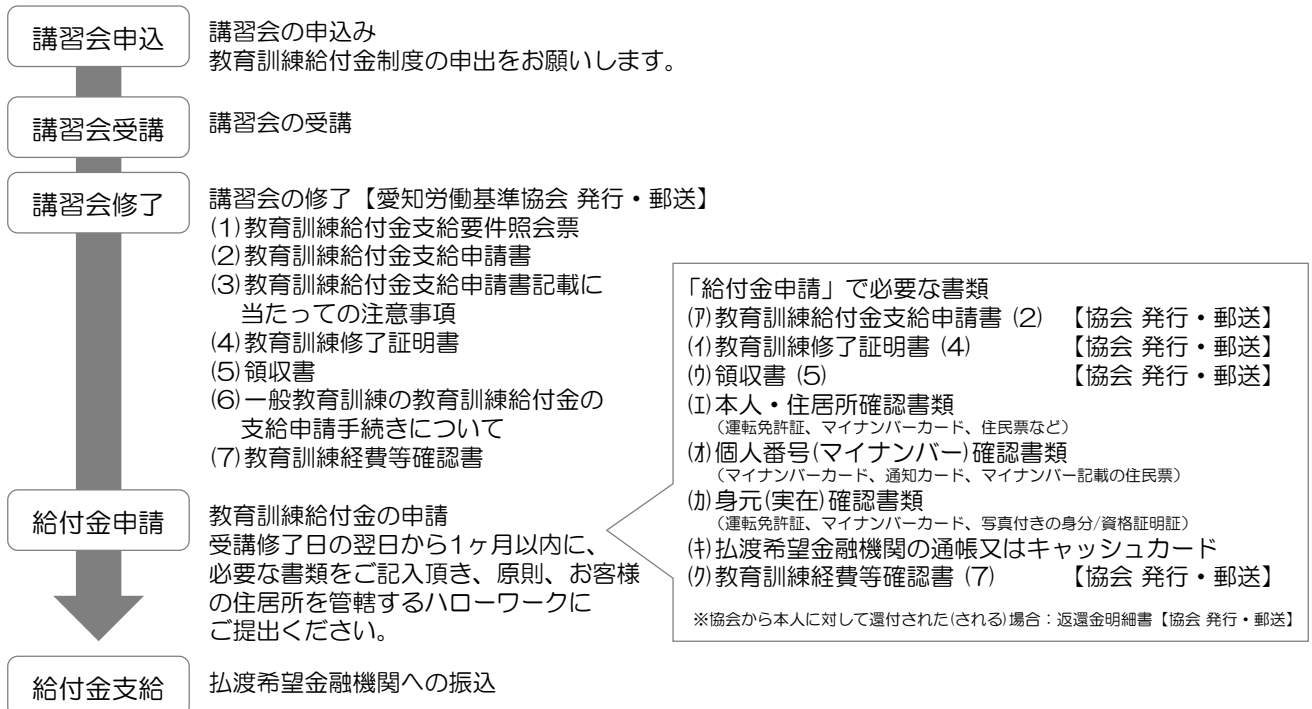 講習会申込
講習会の申込み
教育訓練給付金制度の申出をお願いします。
講習会受講
講習会の受講
講習会修了
講習会の修了【愛知労働基準協会 発行・郵送】
(1)教育訓練給付金支給要件照会票
(2)教育訓練給付金支給申請書
(3)教育訓練給付金支給申請書記載に
当たっての注意事項
(4)教育訓練修了証明書
(5)領収書
(6)一般教育訓練の教育訓練給付金の
支給申請手続きについて
(7)教育訓練経費等確認書
給付金申請
教育訓練給付金の申請
受講修了日の翌日から1ヶ月以内に、
必要な書類をご記入頂き、原則、お客様
の住居所を管轄するハローワークに
ご提出ください。
「給付金申請」で必要な書類
(ｱ)教育訓練給付金支給申請書 (2) 【協会 発行・郵送】
(ｲ)教育訓練修了証明書 (4) 【協会 発行・郵送】
(ｳ)領収書 (5) 【協会 発行・郵送】
(ｴ)本人・住居所確認書類
（運転免許証、マイナンバーカード、住民票など）
(ｵ)個人番号(マイナンバー)確認書類
（マイナンバーカード、通知カード、マイナンバー記載の住民票）
(ｶ)身元(実在)確認書類
（運転免許証、マイナンバーカード、写真付きの身分/資格証明証）
(ｷ)払渡希望金融機関の通帳又はキャッシュカード
(ｸ)教育訓練経費等確認書 (7) 【協会 発行・郵送】
※協会から本人に対して還付された(される)場合：返還金明細書【協会 発行・郵送】
給付金支給
払渡希望金融機関への振込